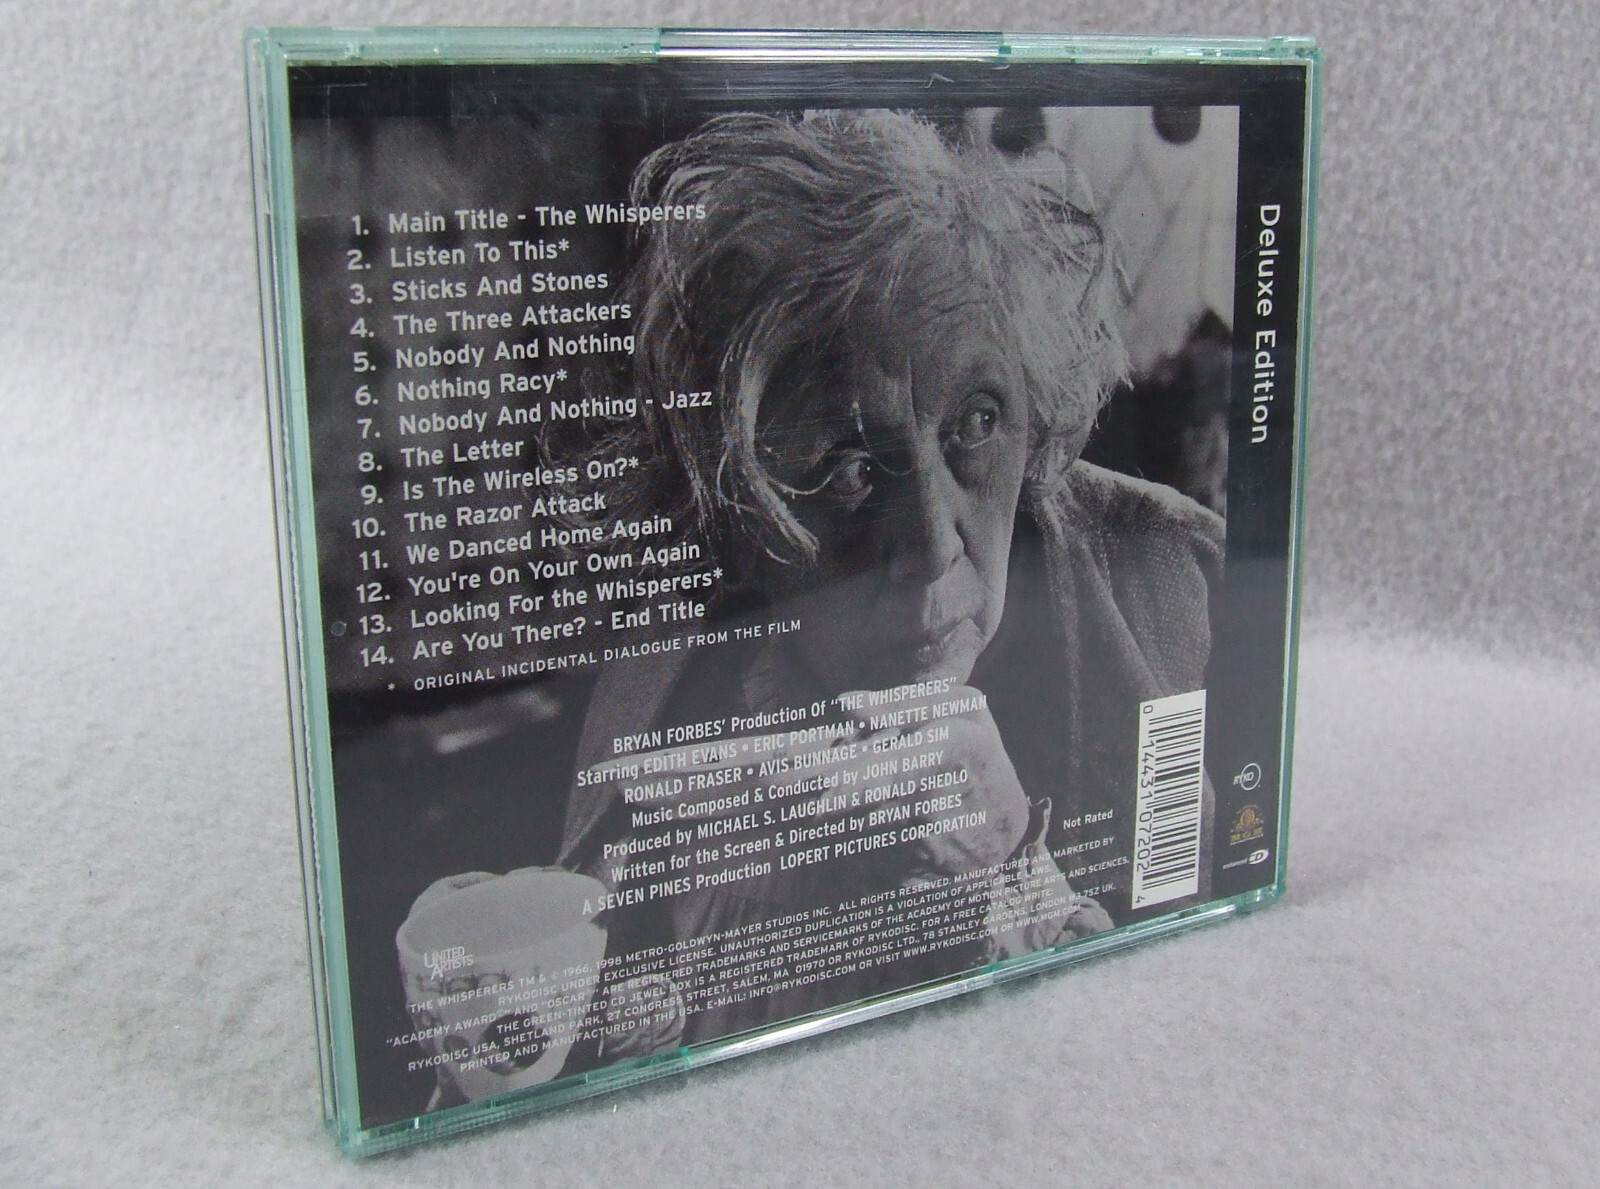 1. Main Title - The Whisperers
2. Listen To This*
3. Sticks And Stones
4. The Three Attackers
5. Nobody And Nothing
6. Nothing Racy*
7. Nobody And Nothing - Jazz
8. The Letter
9. Is The Wireless On?*
10. The Razor Attack
11. We Danced Home Again
12. You're On Your Own Again
13. Looking For the Whisperers*
14. Are You There? - End Title
* ORIGINAL INCIDENTAL DIALOGUE FROM THE FILM
BRYAN FORBES' Production Of "THE WHISPERERS"
Starring EDITH EVANS • ERIC PORTMAN • NANETTE NEWMAN
RONALD FRASER • AVIS BUNNAGE • GERALD SIM
Music Composed & Conducted by JOHN BARRY
Produced by MICHAEL S. LAUGHLIN & RONALD SHEDLO
Written for the Screen & Directed by BRYAN FORBES
A SEVEN PINES Production LOPERT PICTURES CORPORATION
Not Rated
UNITED
ARTISTS
THE WHISPERERS TM & © 1966, 1998 METRO-GOLDWYN-MAYER STUDIOS INC. ALL RIGHTS RESERVED. MANUFACTURED AND MARKETED BY
RYKODISC UNDER EXCLUSIVE LICENSE. UNAUTHORIZED DUPLICATION IS A VIOLATION OF APPLICABLE LAWS.
"ACADEMY AWARD®" AND "OSCAR®" ARE REGISTERED TRADEMARKS AND SERVICEMARKS OF THE ACADEMY OF MOTION PICTURE ARTS AND SCIENCES.
THE GREEN-TINTED CD JEWEL BOX IS A REGISTERED TRADEMARK OF RYKODISC. FOR A FREE CATALOG WRITE:
RYKODISC USA, SHETLAND PARK, 27 CONGRESS STREET, SALEM, MA 01970 OR RYKODISC LTD., 78 STANLEY GARDENS, LONDON W3 7SZ UK.
PRINTED AND MANUFACTURED IN THE USA. E-MAIL: INFO@RYKODISC.COM OR VISIT WWW.RYKODISC.COM OR WWW.MGM.COM
0 14431 07202 4
Deluxe Edition
RYKO
enhanced CD